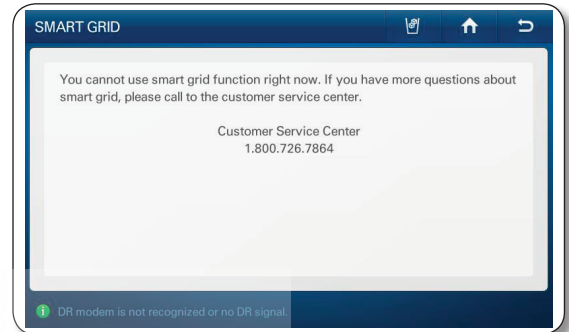 SMART GRID
You cannot use smart grid function right now. If you have more questions about
smart grid, please call to the customer service center.
Customer Service Center
1.800.726.7864
DR modem is not recognized or no DR signal.